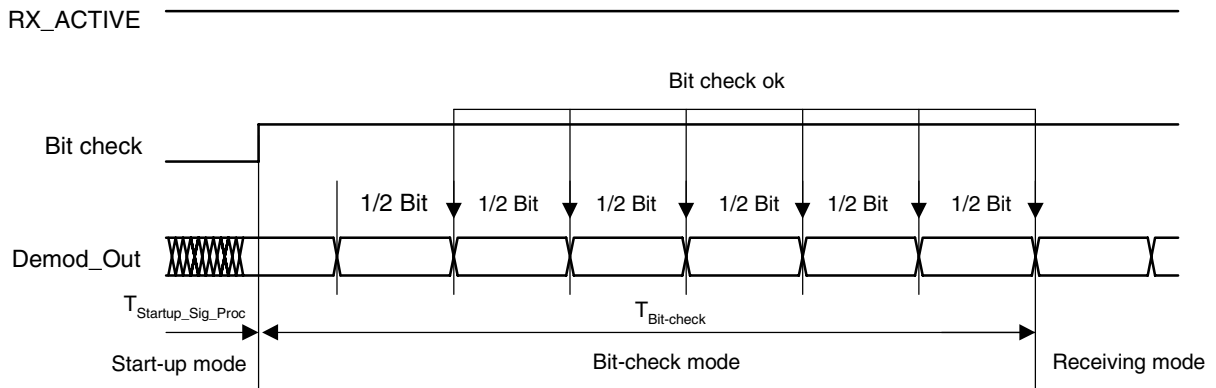 RX_ACTIVE
Bit check ok
Bit check
1/2 Bit 1/2 Bit 1/2 Bit 1/2 Bit 1/2 Bit 1/2 Bit
Demod_Out
TStartup_Sig_Proc TBit-check
Start-up mode Bit-check mode Receiving mode